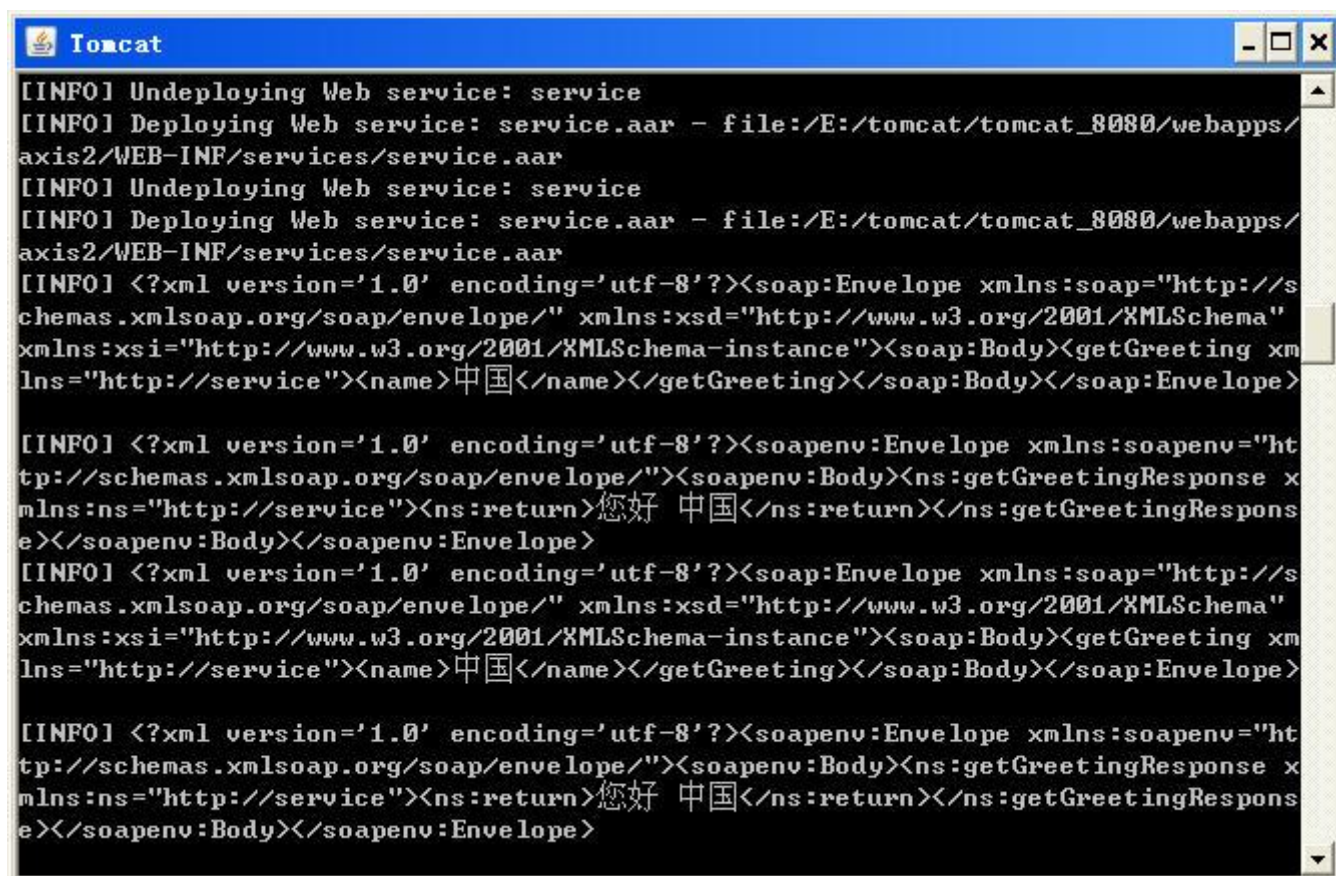 Tomcat
[INFO] Undeploying Web service: service
[INFO] Deploying Web service: service.aar - file:/E:/tomcat/tomcat_8080/webapps/
axis2/WEB-INF/services/service.aar
[INFO] Undeploying Web service: service
[INFO] Deploying Web service: service.aar - file:/E:/tomcat/tomcat_8080/webapps/
axis2/WEB-INF/services/service.aar
[INFO] <?xml version='1.0' encoding='utf-8'?><soap:Envelope xmlns:soap="http://s
chemas.xmlsoap.org/soap/envelope/" xmlns:xsd="http://www.w3.org/2001/XMLSchema"
xmlns:xsi="http://www.w3.org/2001/XMLSchema-instance"><soap:Body><getGreeting xm
lns="http://service"><name>中国</name></getGreeting></soap:Body></soap:Envelope>
[INFO] <?xml version='1.0' encoding='utf-8'?><soapenv:Envelope xmlns:soapenv="ht
tp://schemas.xmlsoap.org/soap/envelope/"><soapenv:Body><ns:getGreetingResponse x
mlns:ns="http://service"><ns:return>您好 中国</ns:return></ns:getGreetingRespons
e></soapenv:Body></soapenv:Envelope>
[INFO] <?xml version='1.0' encoding='utf-8'?><soap:Envelope xmlns:soap="http://s
chemas.xmlsoap.org/soap/envelope/" xmlns:xsd="http://www.w3.org/2001/XMLSchema"
xmlns:xsi="http://www.w3.org/2001/XMLSchema-instance"><soap:Body><getGreeting xm
lns="http://service"><name>中国</name></getGreeting></soap:Body></soap:Envelope>
[INFO] <?xml version='1.0' encoding='utf-8'?><soapenv:Envelope xmlns:soapenv="ht
tp://schemas.xmlsoap.org/soap/envelope/"><soapenv:Body><ns:getGreetingResponse x
mlns:ns="http://service"><ns:return>您好 中国</ns:return></ns:getGreetingRespons
e></soapenv:Body></soapenv:Envelope>